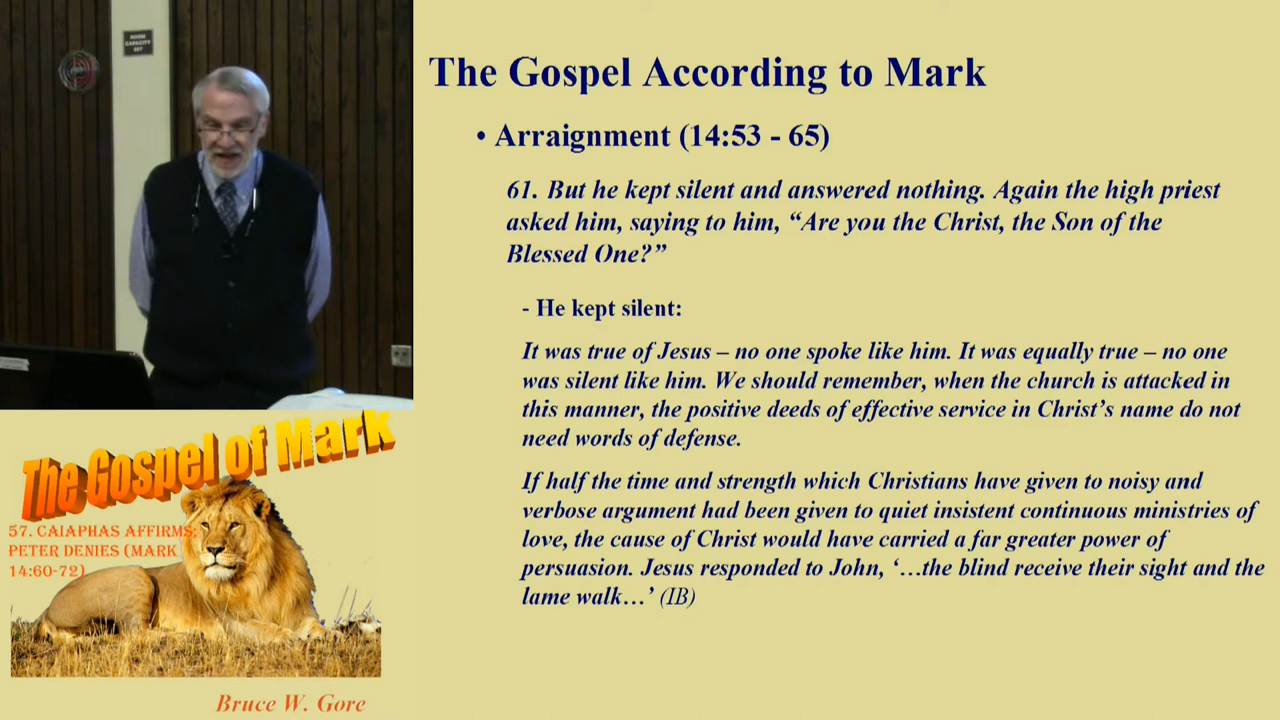 ROOM
CAPACITY
The Gospel According to Mark
• Arraignment (14:53 - 65)
61. But he kept silent and answered nothing. Again the high priest
asked him, saying to him, “Are you the Christ, the Son of the
Blessed One?”
- He kept silent:
It was true of Jesus – no one spoke like him. It was equally true – no one
was silent like him. We should remember, when the church is attacked in
this manner, the positive deeds of effective service in Christ’s name do not
need words of defense.
If half the time and strength which Christians have given to noisy and
verbose argument had been given to quiet insistent continuous ministries of
love, the cause of Christ would have carried a far greater power of
persuasion. Jesus responded to John, ‘…the blind receive their sight and the
lame walk…’ (IB)
The Gospel of Mark
57. CAIAPHAS AFFIRMS;
PETER DENIES (MARK
14:60-72)
Bruce W. Gore